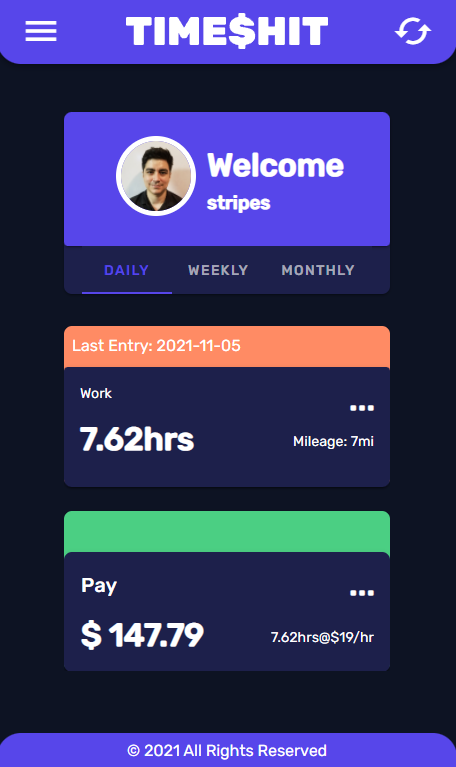 TIME$HIT
Welcome
stripes
DAILY WEEKLY MONTHLY
Last Entry: 2021-11-05
Work
7.62hrs
Mileage: 7mi
Pay
$ 147.79
7.62hrs@$19/hr
© 2021 All Rights Reserved